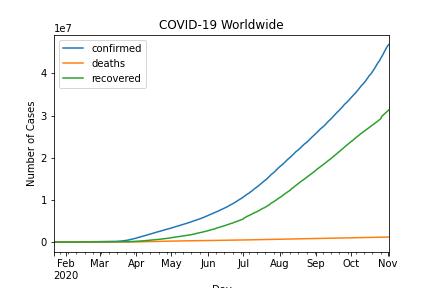 COVID-19 Worldwide
1e7
confirmed
deaths
recovered
Number of Cases
4
3
2
1
0
Feb Mar Apr May Jun Jul Aug Sep Oct Nov
2020